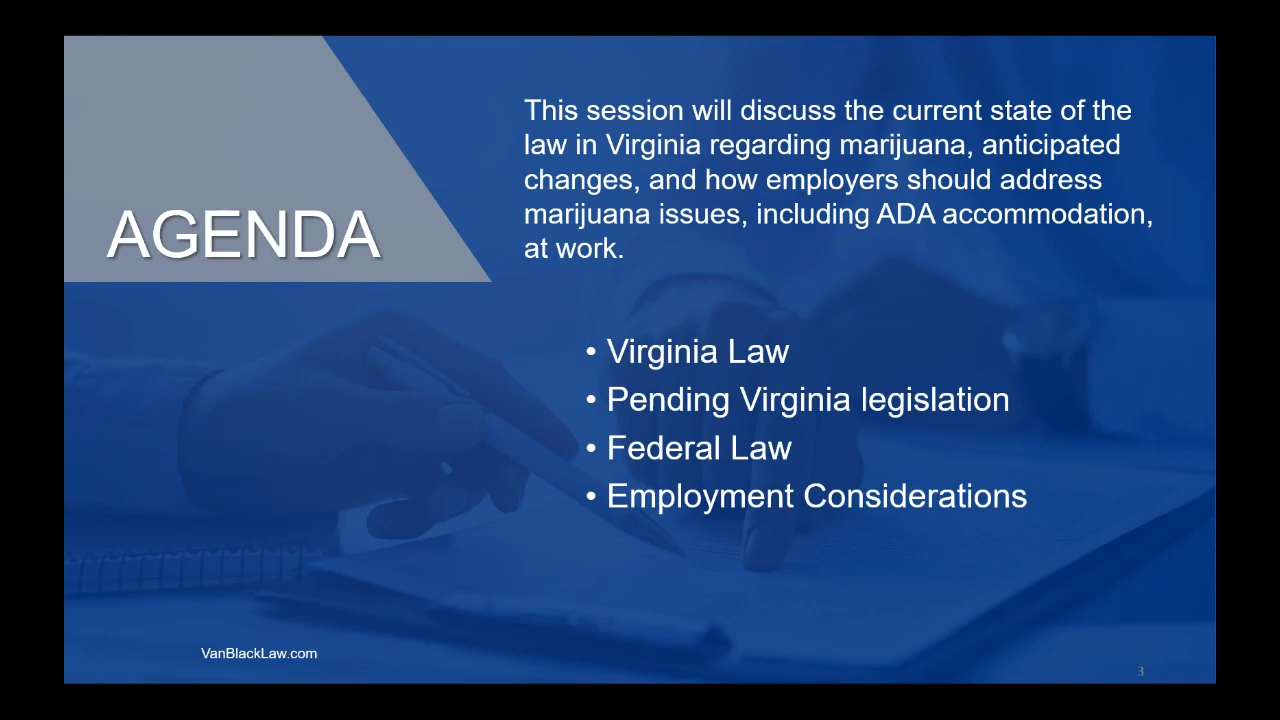 AGENDA
This session will discuss the current state of the
law in Virginia regarding marijuana, anticipated
changes, and how employers should address
marijuana issues, including ADA accommodation,
at work.
• Virginia Law
• Pending Virginia legislation
• Federal Law
• Employment Considerations
VanBlackLaw.com
3